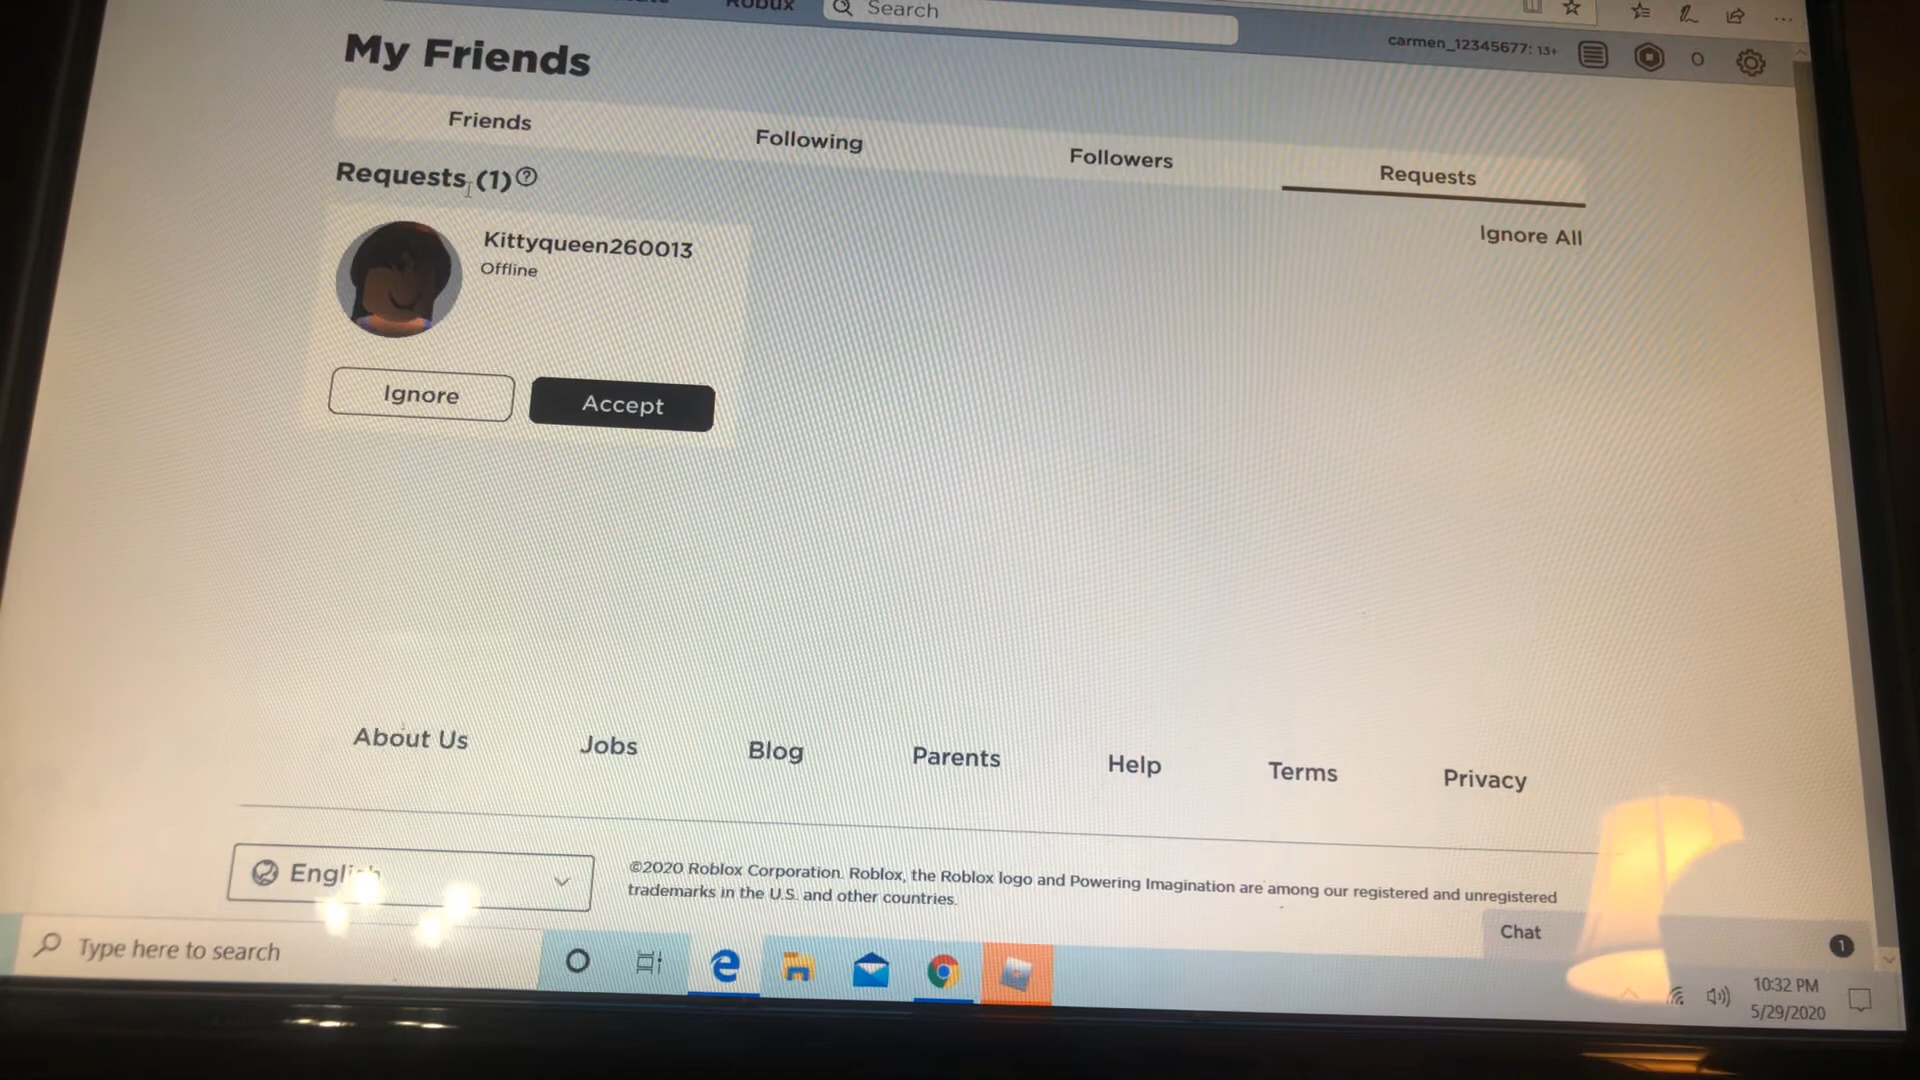 Robux
Search
carmen_12345677: 13+
0
My Friends
Friends
Following
Followers
Requests
Requests (1)
Ignore All
Kittyqueen260013
Offline
Ignore
Accept
About Us
Jobs
Blog
Parents
Help
Terms
Privacy
English
©2020 Roblox Corporation. Roblox, the Roblox logo and Powering Imagination are among our registered and unregistered
trademarks in the U.S. and other countries.
Chat
1
Type here to search
10:32 PM
5/29/2020